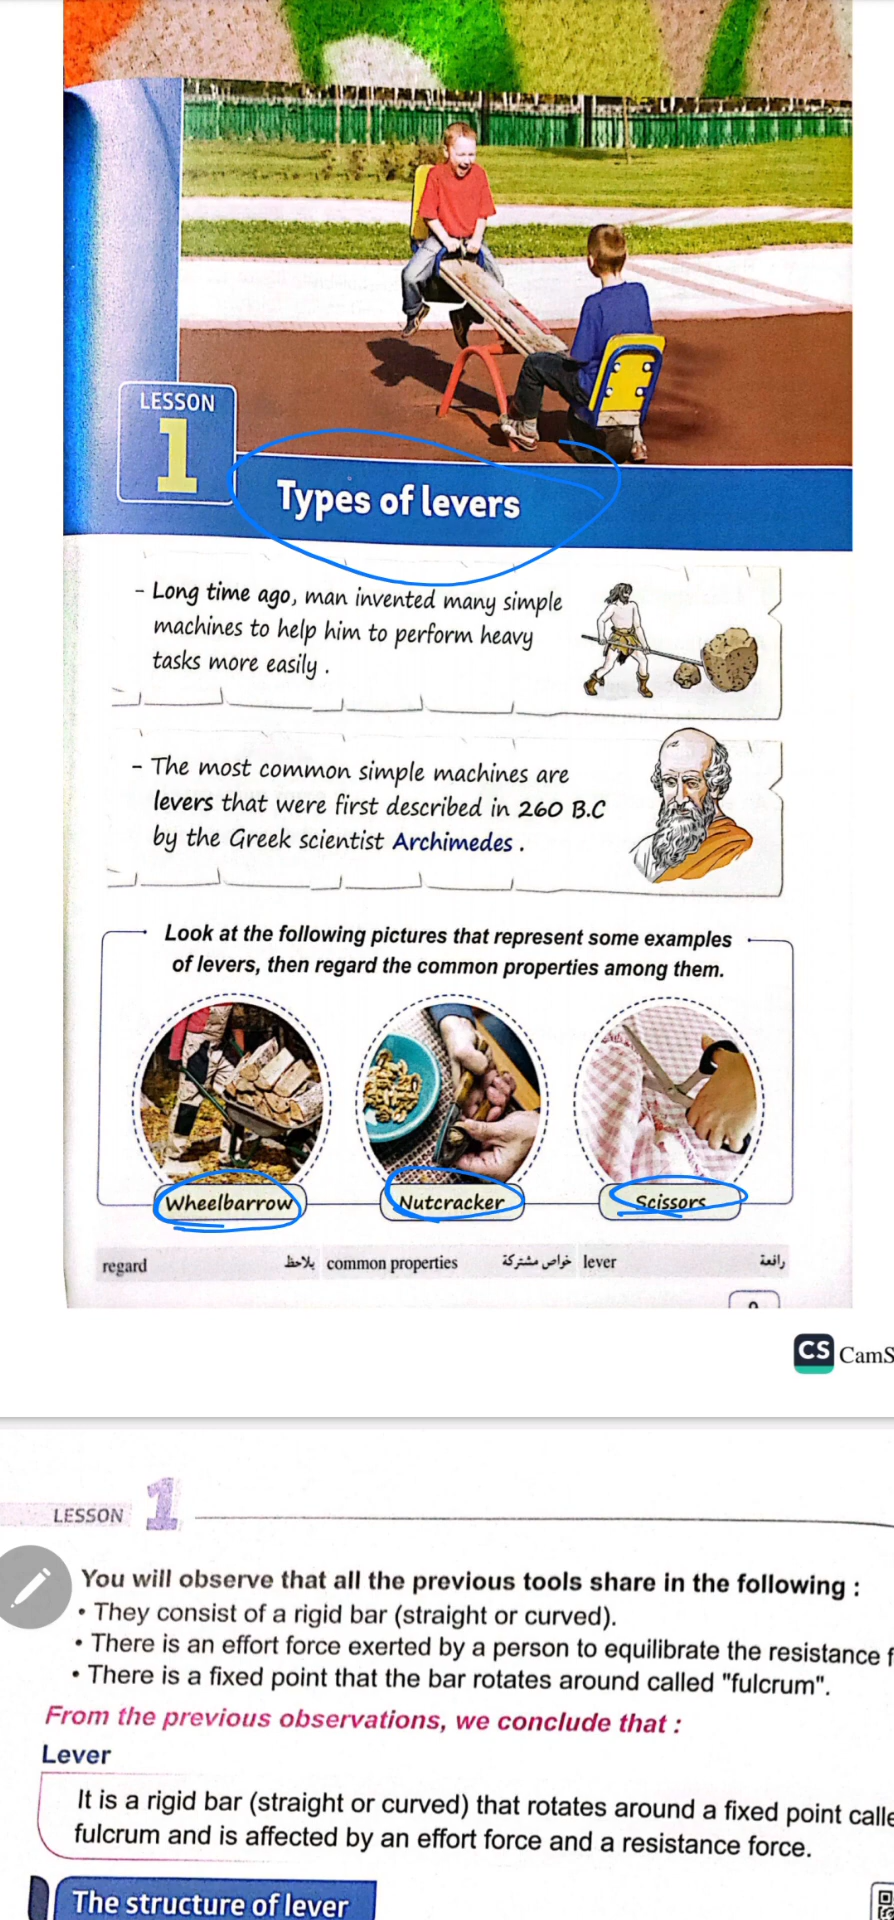 LESSON
1
Types of levers
- Long time ago, man invented many simple
machines to help him to perform heavy
tasks more easily .
- The most common simple machines are
levers that were first described in 260 B.C
by the Greek scientist Archimedes .
Look at the following pictures that represent some examples
of levers, then regard the common properties among them.
Wheelbarrow
Nutcracker
Scissors
regard يلاحظ common properties خواص مشتركة lever رافعة
CS CamS
LESSON 1
You will observe that all the previous tools share in the following :
• They consist of a rigid bar (straight or curved).
• There is an effort force exerted by a person to equilibrate the resistance f
• There is a fixed point that the bar rotates around called "fulcrum".
From the previous observations, we conclude that :
Lever
It is a rigid bar (straight or curved) that rotates around a fixed point calle
fulcrum and is affected by an effort force and a resistance force.
The structure of lever